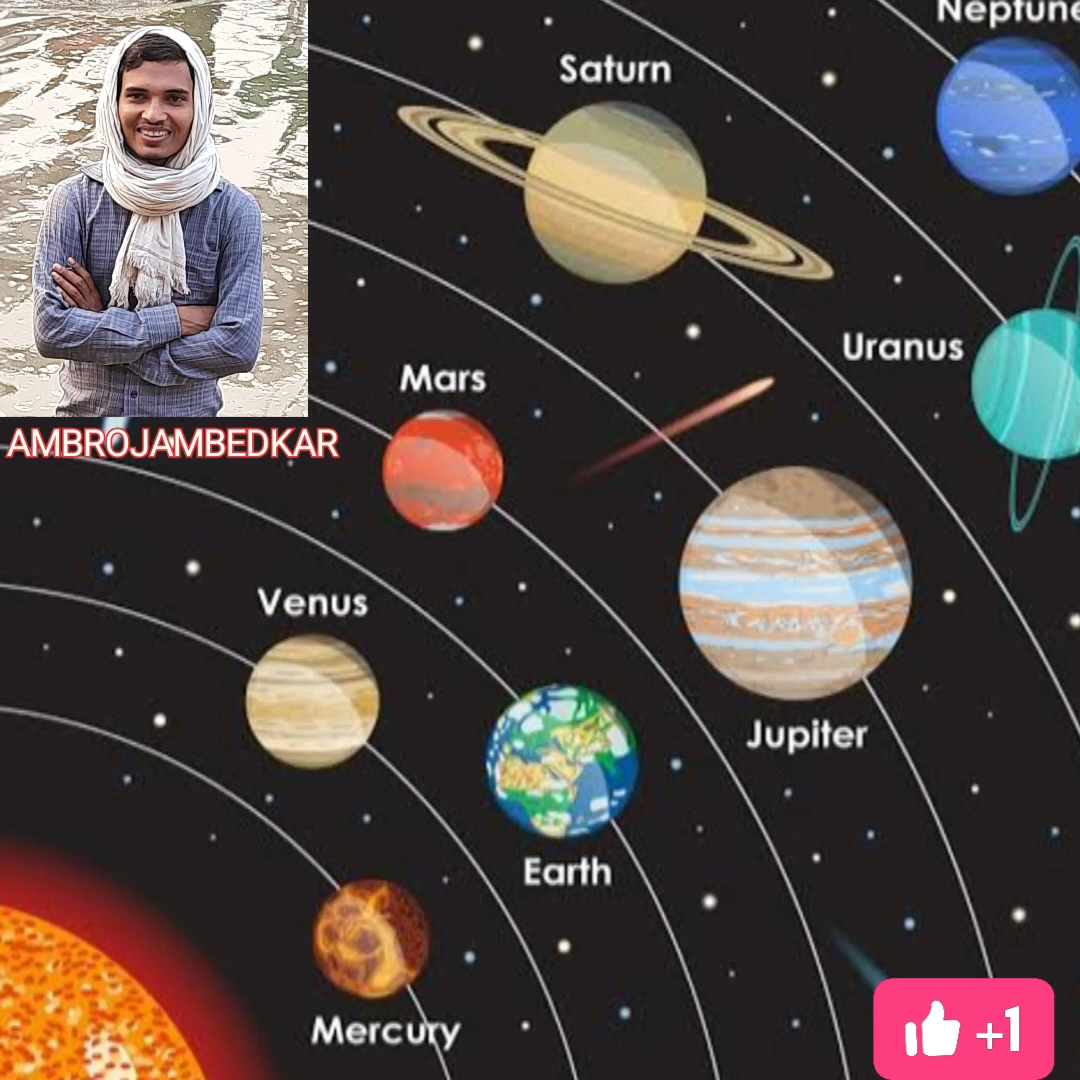 Neptune
Saturn
Uranus
Mars
AMBROJAMBEDKAR
Venus
Jupiter
Earth
Mercury
+1